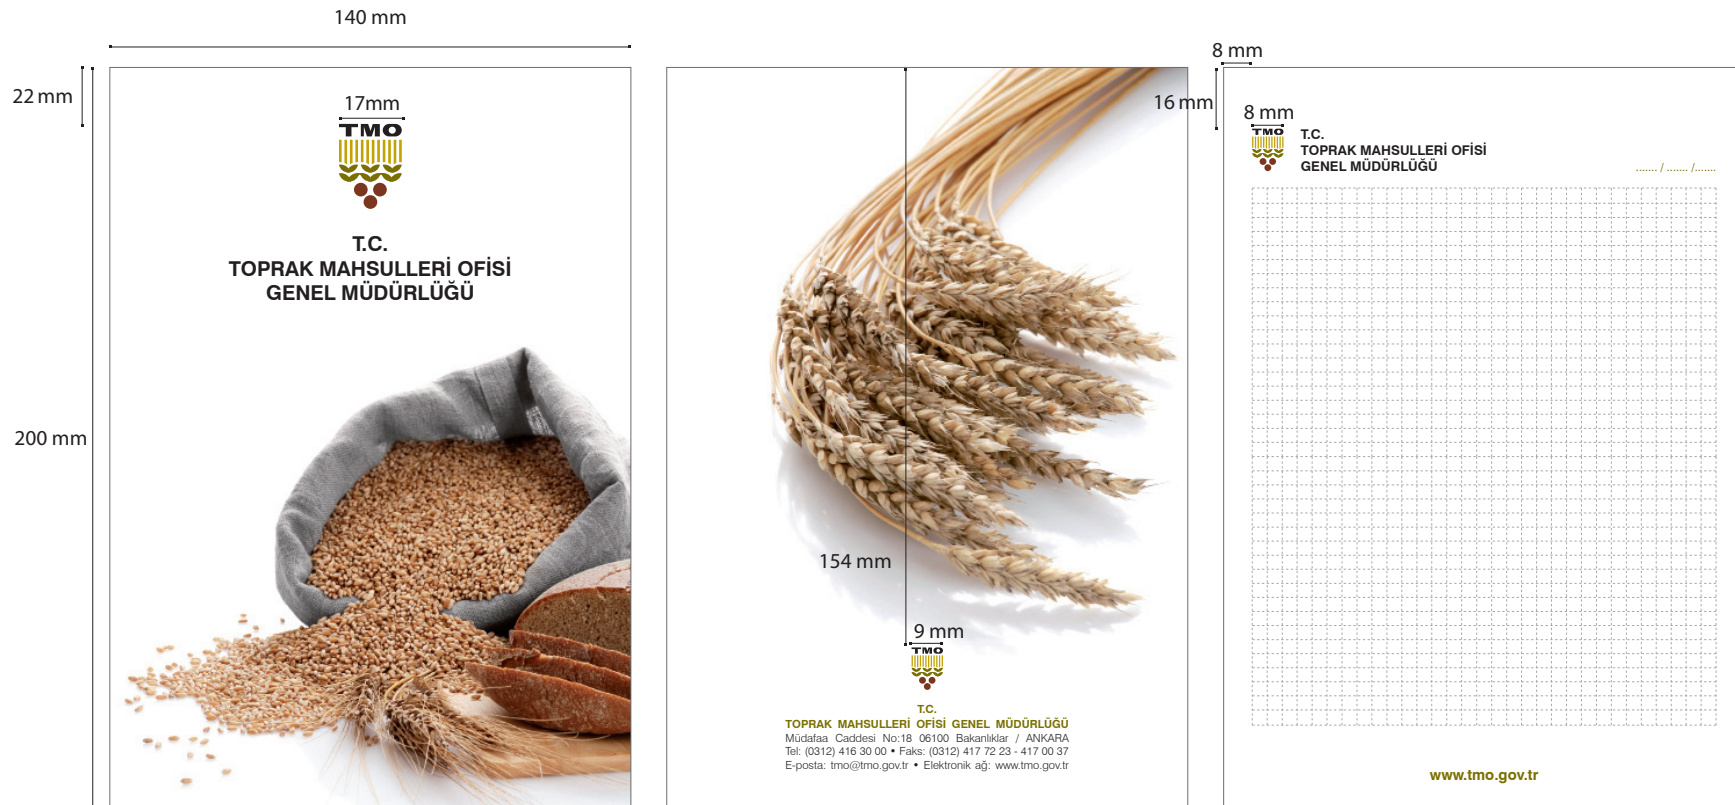 140 mm
22 mm
17mm
TMO
T.C.
TOPRAK MAHSULLERİ OFİSİ
GENEL MÜDÜRLÜĞÜ
200 mm
154 mm
9 mm
TMO
T.C.
TOPRAK MAHSULLERİ OFİSİ GENEL MÜDÜRLÜĞÜ
Müdafaa Caddesi No:18 06100 Bakanlıklar / ANKARA
Tel: (0312) 416 30 00 • Faks: (0312) 417 72 23 - 417 00 37
E-posta: tmo@tmo.gov.tr • Elektronik ağ: www.tmo.gov.tr
8 mm
16 mm
8 mm
TMO
T.C.
TOPRAK MAHSULLERİ OFİSİ
GENEL MÜDÜRLÜĞÜ
....... / ....... /.......
www.tmo.gov.tr